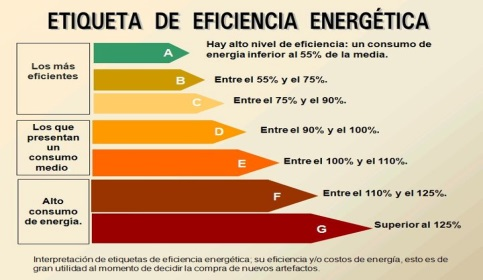 ETIQUETA DE EFICIENCIA ENERGÉTICA
Los más
eficientes
A
Hay alto nivel de eficiencia: un consumo de
energia inferior al 55% de la media.
B
Entre el 55% y el 75%.
C
Entre el 75% y el 90%.
Los que
presentan
un
consumo
medio
D
Entre el 90% y el 100%.
E
Entre el 100% y el 110%.
Alto
consumo
de energia.
F
Entre el 110% y el 125%.
G
Superior al 125%
Interpretación de etiquetas de eficiencia energética, su eficiencia y/o costos de energía, esto es de
gran utilidad al momento de decidir la compra de nuevos artefactos.